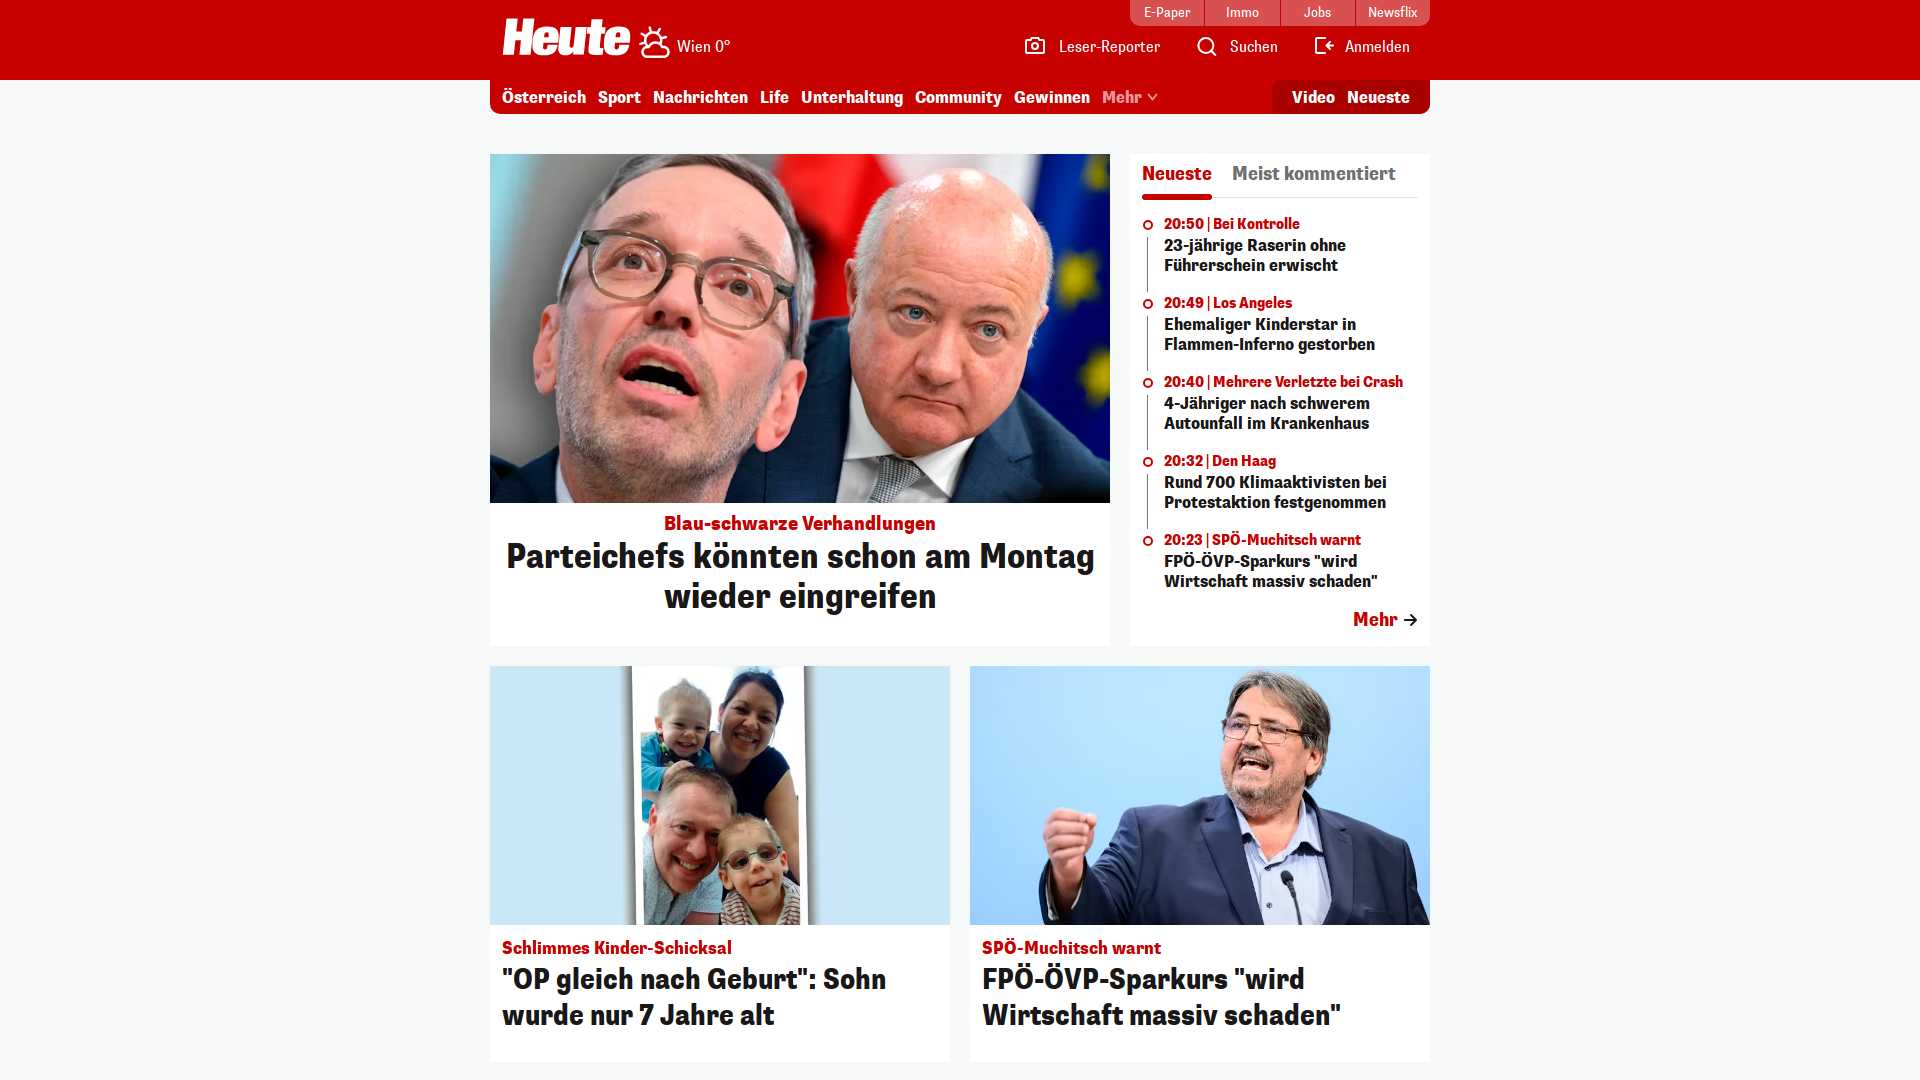 E-Paper
Immo
Jobs
Newsflix
Heute
Wien 0°
Leser-Reporter
Suchen
Anmelden
Österreich
Sport
Nachrichten
Life
Unterhaltung
Community
Gewinnen
Mehr
Video
Neueste
Blau-schwarze Verhandlungen
Parteichefs könnten schon am Montag
wieder eingreifen
Neueste
Meist kommentiert
20:50 | Bei Kontrolle
23-jährige Raserin ohne
Führerschein erwischt
20:49 | Los Angeles
Ehemaliger Kinderstar in
Flammen-Inferno gestorben
20:40 | Mehrere Verletzte bei Crash
4-Jähriger nach schwerem
Autounfall im Krankenhaus
20:32 | Den Haag
Rund 700 Klimaaktivisten bei
Protestaktion festgenommen
20:23 | SPÖ-Muchitsch warnt
FPÖ-ÖVP-Sparkurs "wird
Wirtschaft massiv schaden"
Mehr
Schlimmes Kinder-Schicksal
"OP gleich nach Geburt": Sohn
wurde nur 7 Jahre alt
SPÖ-Muchitsch warnt
FPÖ-ÖVP-Sparkurs "wird
Wirtschaft massiv schaden"